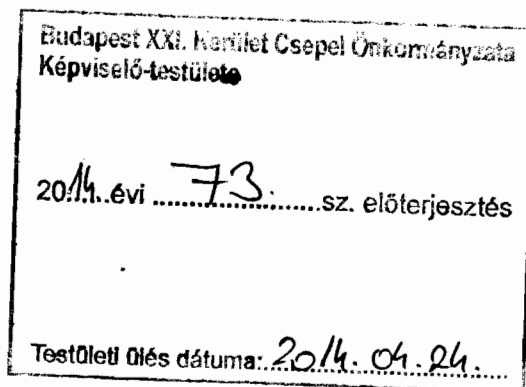 Budapest XXI. Kerület Csepel Önkormányzata
Képviselő-testülete
2014. évi 73. sz. előterjesztés
Testületi ülés dátuma: 2014. 04. 24.